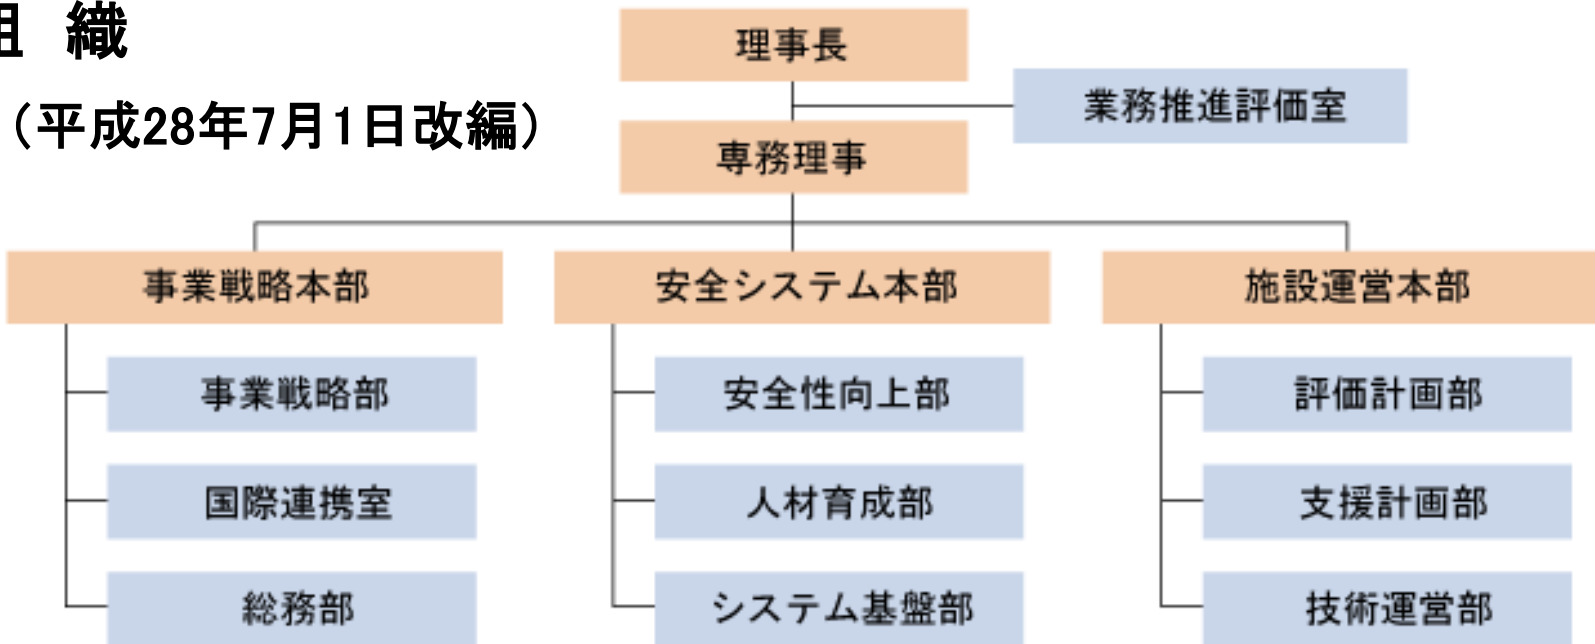 組 織
（平成28年7月1日改編）
理事長
業務推進評価室
専務理事
事業戦略本部
安全システム本部
施設運営本部
事業戦略部
安全性向上部
評価計画部
国際連携室
人材育成部
支援計画部
総務部
システム基盤部
技術運営部